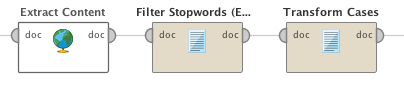 Extract Content
doc doc
Filter Stopwords (E...
doc doc
Transform Cases
doc doc